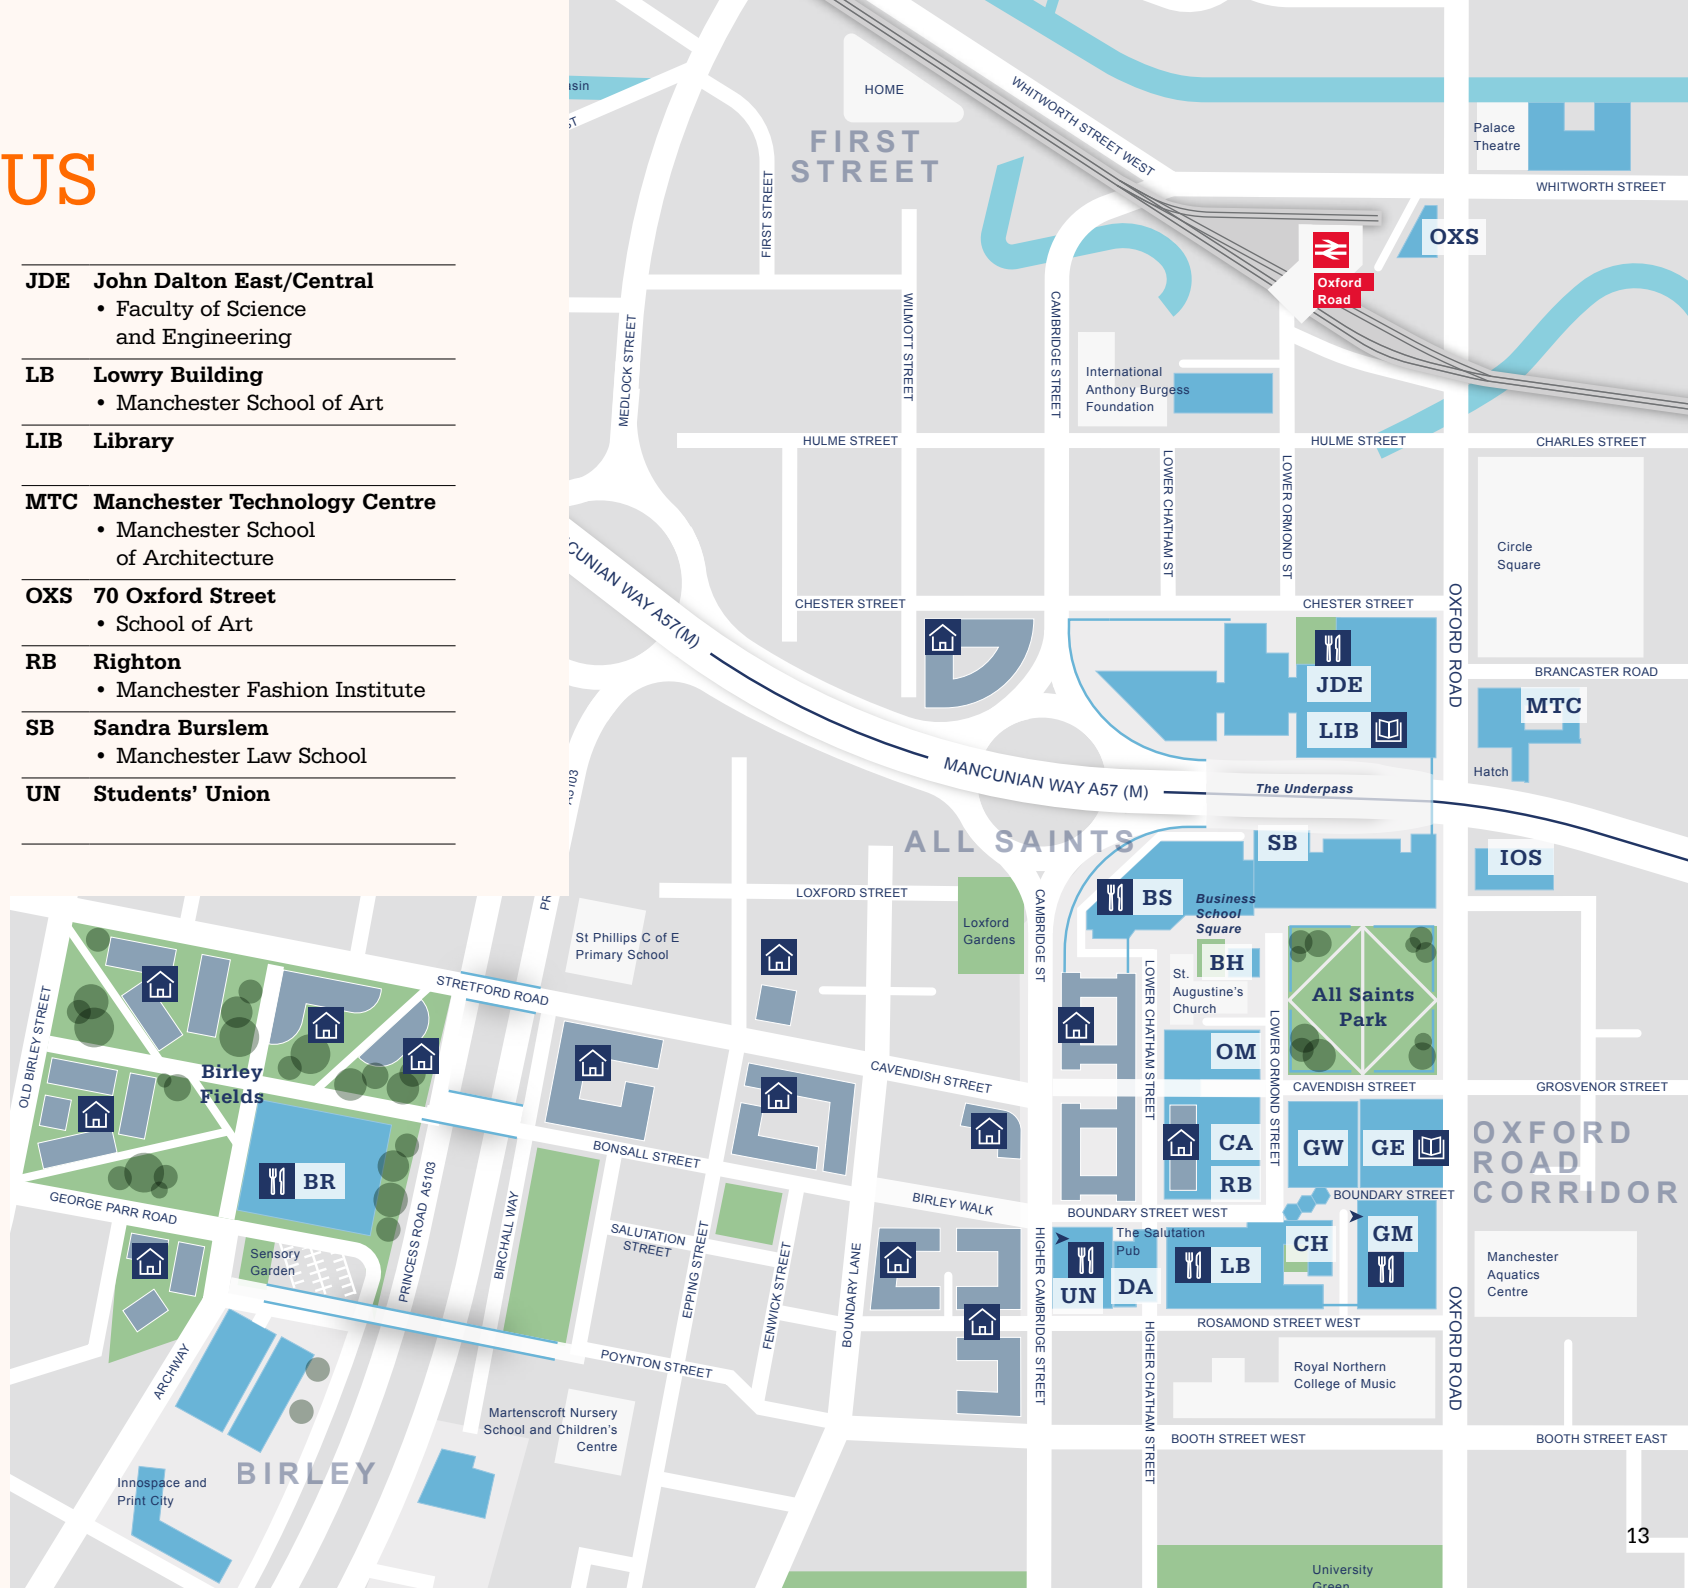 US
JDE John Dalton East/Central
• Faculty of Science
and Engineering
LB Lowry Building
• Manchester School of Art
LIB Library
MTC Manchester Technology Centre
• Manchester School
of Architecture
OXS 70 Oxford Street
• School of Art
RB Righton
• Manchester Fashion Institute
SB Sandra Burslem
• Manchester Law School
UN Students’ Union
HOME
FIRST
STREET
WHITWORTH STREET WEST
Palace
Theatre
WHITWORTH STREET
OXS
Oxford
Road
FIRST STREET
MEDLOCK STREET
WILMOTT STREET
CAMBRIDGE STREET
International
Anthony Burgess
Foundation
HULME STREET
HULME STREET
CHARLES STREET
LOWER CHATHAM ST
LOWER ORMOND ST
Circle
Square
CUNIAN WAY A57(M)
CHESTER STREET
CHESTER STREET
OXFORD ROAD
JDE
LIB
BRANCASTER ROAD
MTC
Hatch
MANCUNIAN WAY A57 (M)
The Underpass
ALL SAINTS
SB
IOS
LOXFORD STREET
Loxford
Gardens
CAMBRIDGE ST
BS
Business
School
Square
BH
St.
Augustine’s
Church
LOWER CHATHAM STREET
LOWER ORMOND STREET
All Saints
Park
OM
St Phillips C of E
Primary School
STRETFORD ROAD
OLD BIRLEY STREET
Birley
Fields
CAVENDISH STREET
CAVENDISH STREET
GROSVENOR STREET
OXFORD
ROAD
CORRIDOR
CA
RB
GW
GE
BONSALL STREET
BR
GEORGE PARR ROAD
PRINCESS ROAD A5103
BIRCHALL WAY
BIRLEY WALK
BOUNDARY STREET WEST
BOUNDARY STREET
The Salutation
Pub
UN
DA
LB
CH
GM
Manchester
Aquatics
Centre
SALUTATION
STREET
EPPING STREET
FENWICK STREET
BOUNDARY LANE
HIGHER CAMBRIDGE STREET
Sensory
Garden
ROSAMOND STREET WEST
OXFORD ROAD
HIGHER CHATHAM STREET
Royal Northern
College of Music
POYNTON STREET
ARCHWAY
Martenscroft Nursery
School and Children’s
Centre
BOOTH STREET WEST
BOOTH STREET EAST
BIRLEY
Innospace and
Print City
13
University
Green